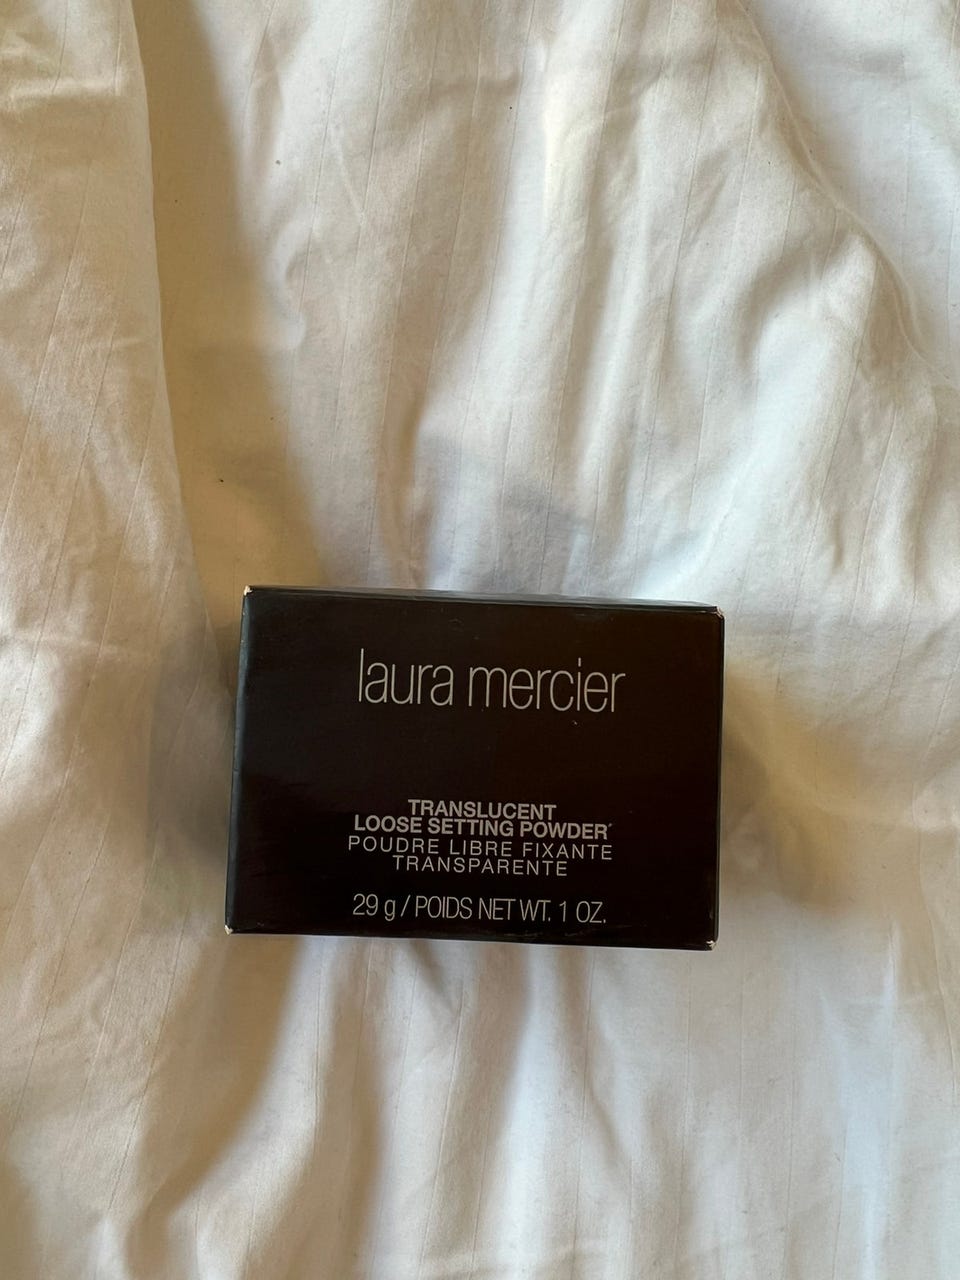 laura mercier
TRANSLUCENT
LOOSE SETTING POWDER
POUDRE LIBRE FIXANTE
TRANSPARENTE
29 g / POIDS NET WT. 1 OZ.